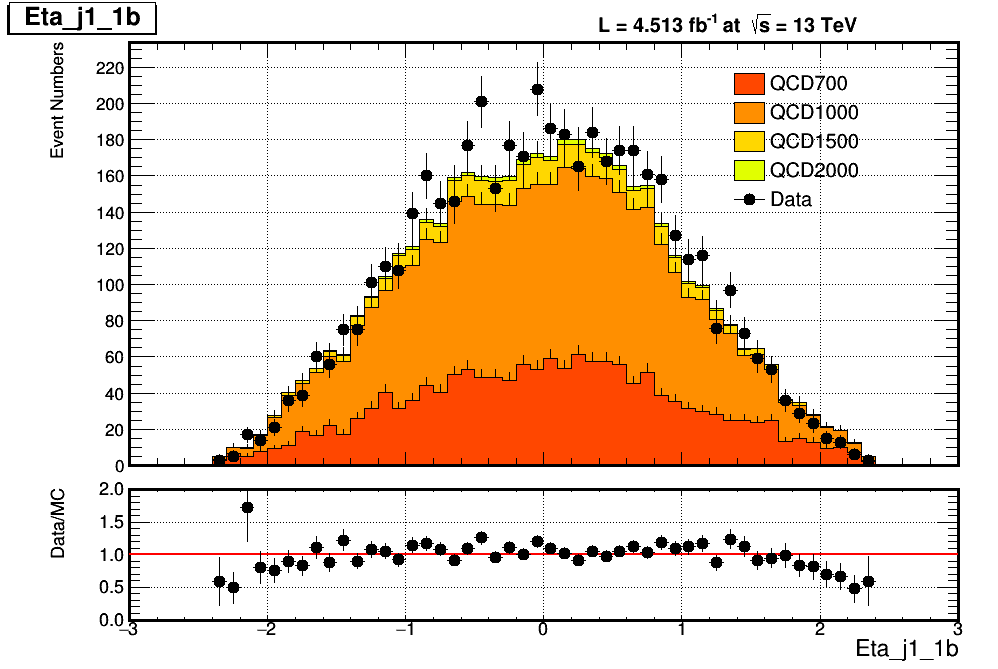 Eta_j1_1b
L = 4.513 fb⁻¹ at √s = 13 TeV
Event Numbers
220
200
180
160
140
120
100
80
60
40
20
0
QCD700
QCD1000
QCD1500
QCD2000
Data
Data/MC
2.0
1.5
1.0
0.5
0.0
−3 −2 −1 0 1 2 3
Eta_j1_1b